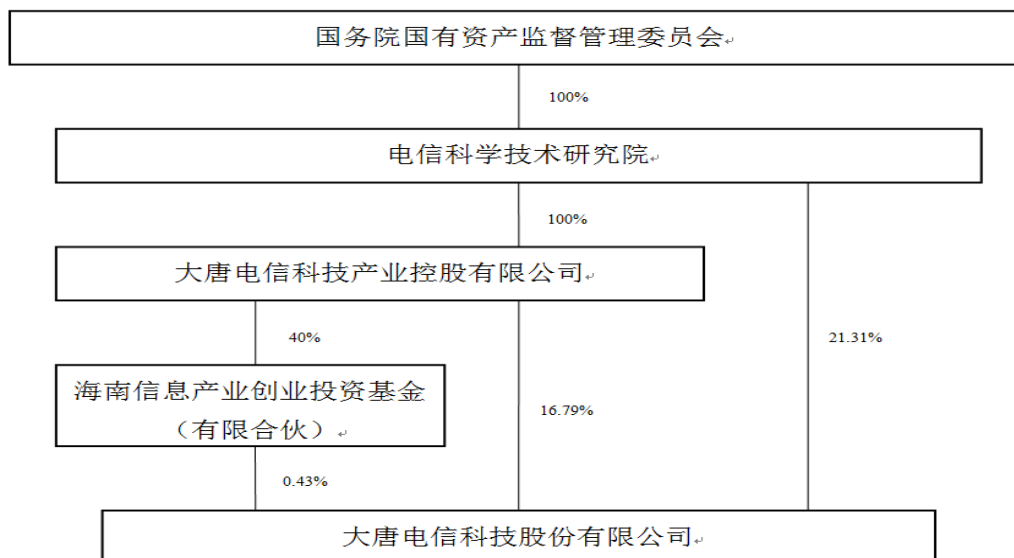 国务院国有资产监督管理委员会
100%
电信科学技术研究院
100%
大唐电信科技产业控股有限公司
40%
21.31%
海南信息产业创业投资基金
（有限合伙）
16.79%
0.43%
大唐电信科技股份有限公司